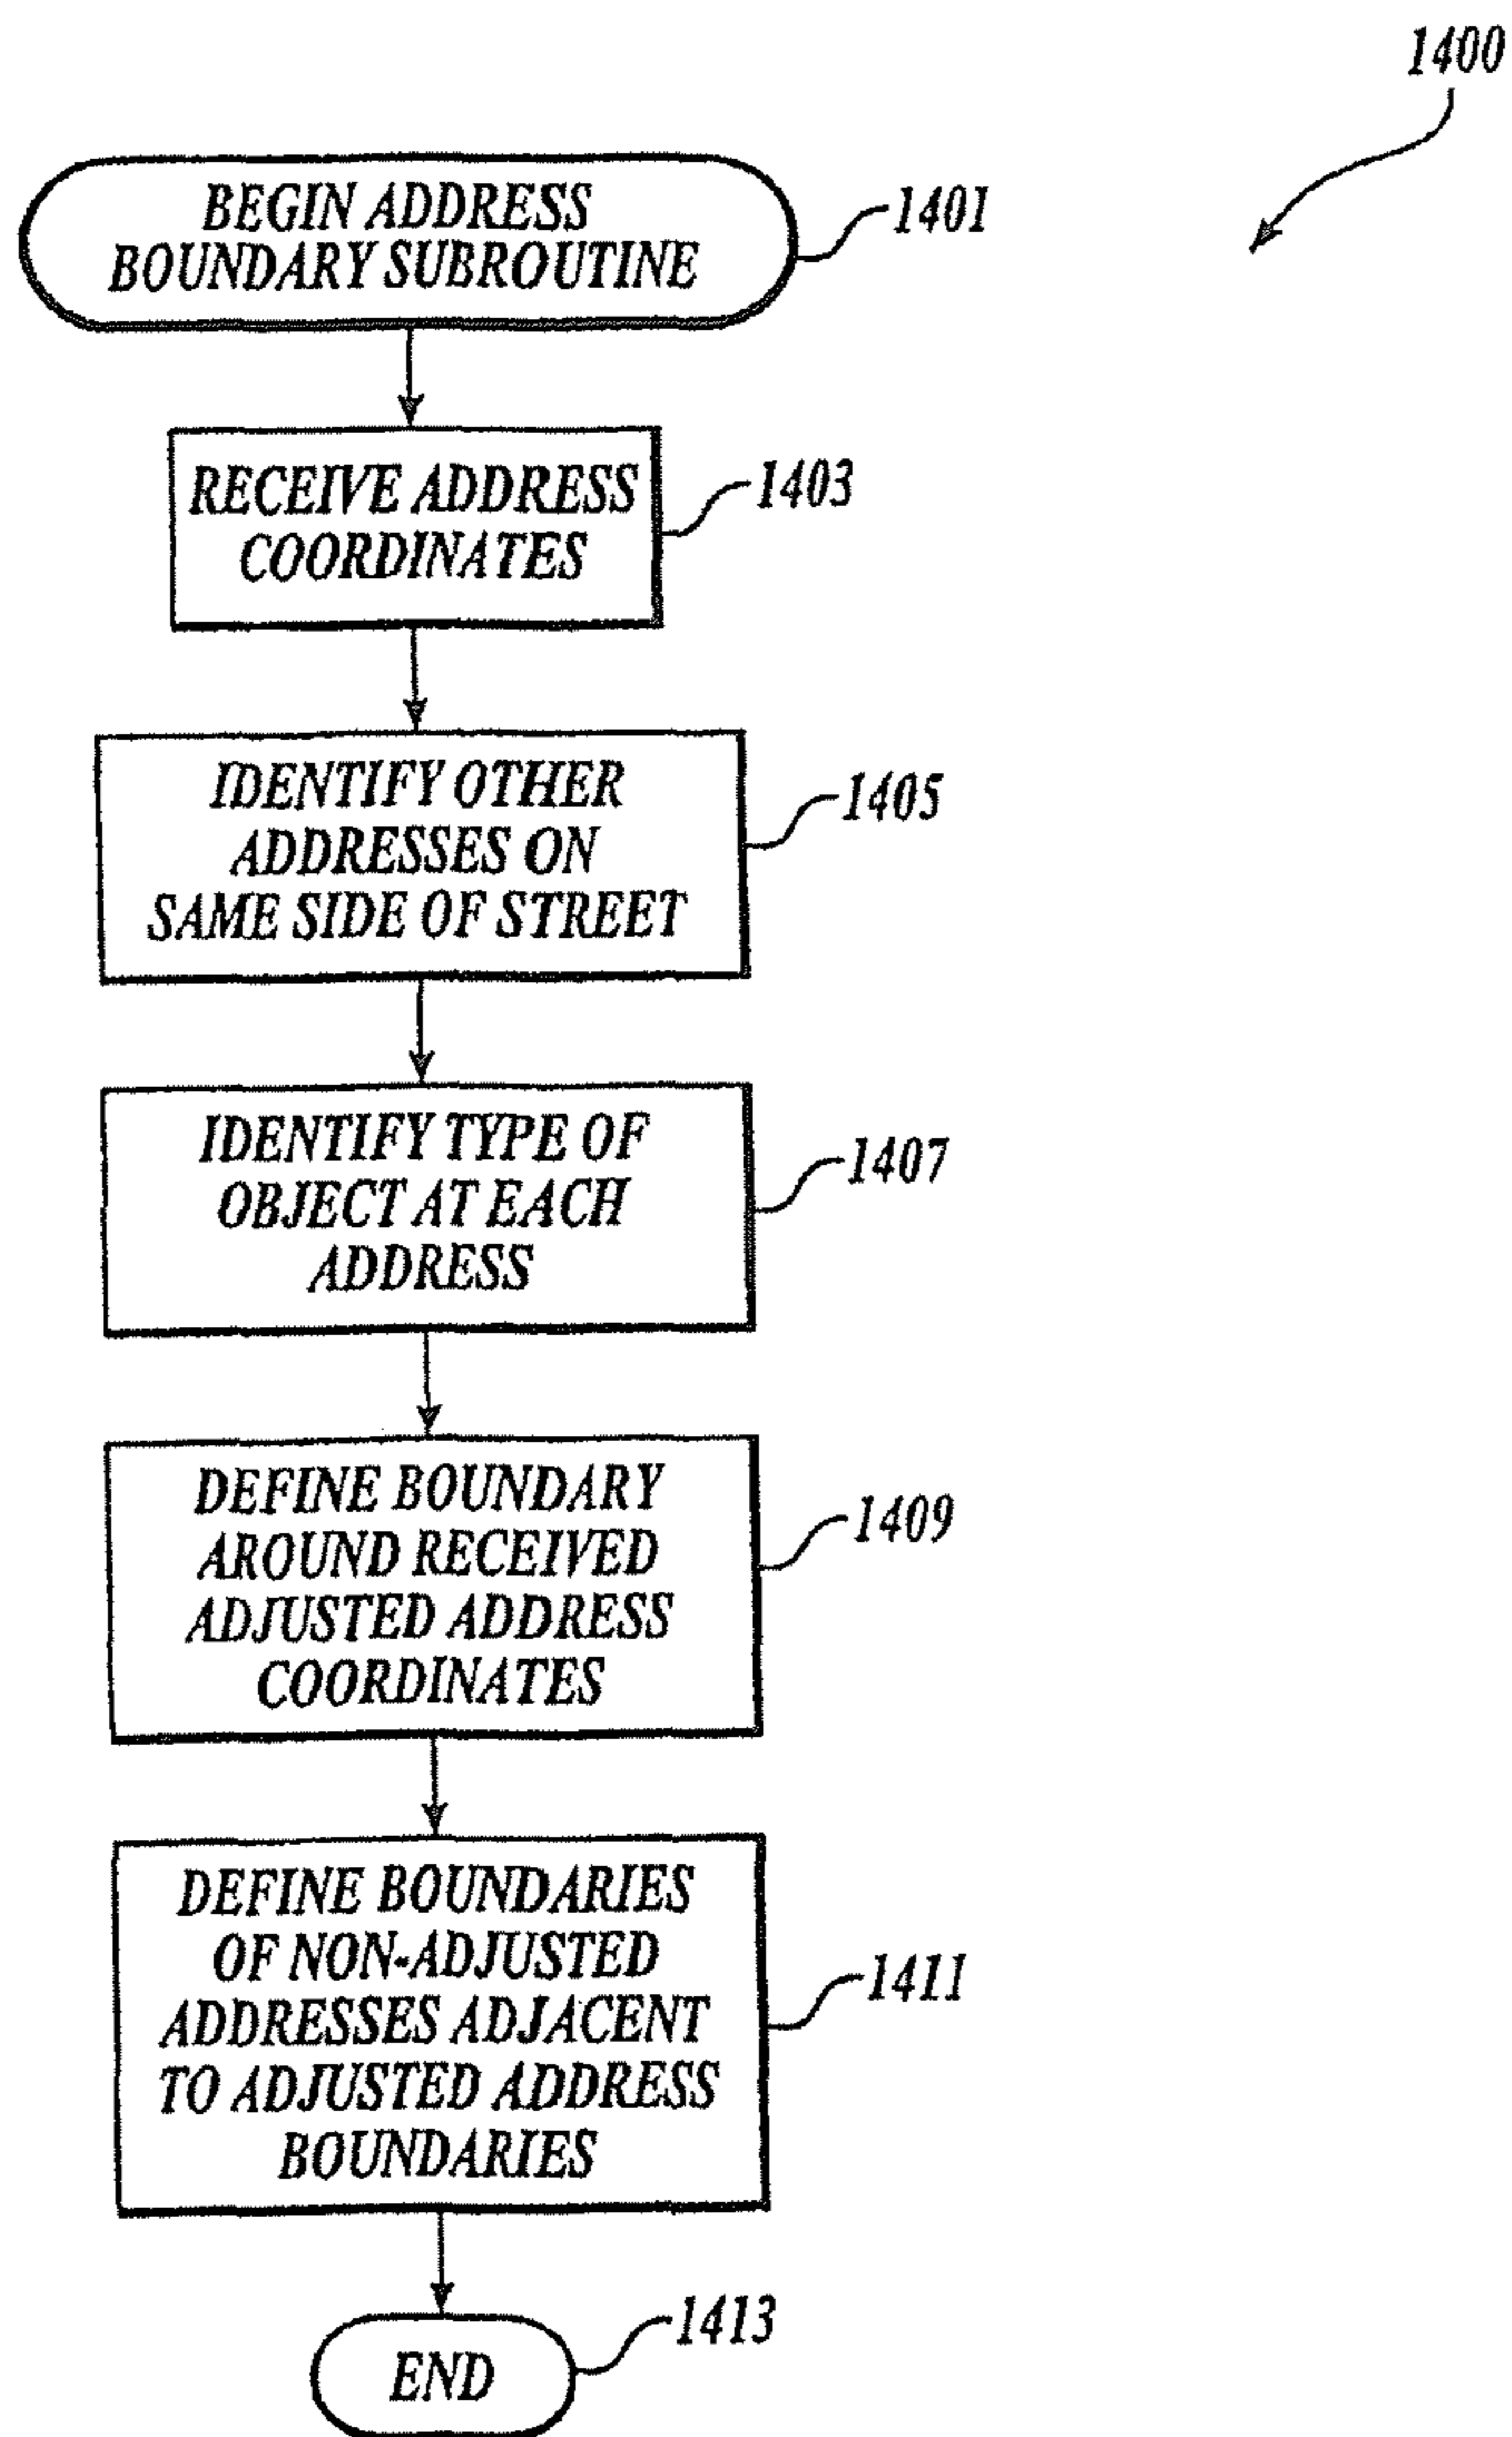 1400
BEGIN ADDRESS
BOUNDARY SUBROUTINE
1401
RECEIVE ADDRESS
COORDINATES
1403
IDENTIFY OTHER
ADDRESSES ON
SAME SIDE OF STREET
1405
IDENTIFY TYPE OF
OBJECT AT EACH
ADDRESS
1407
DEFINE BOUNDARY
AROUND RECEIVED
ADJUSTED ADDRESS
COORDINATES
1409
DEFINE BOUNDARIES
OF NON-ADJUSTED
ADDRESSES ADJACENT
TO ADJUSTED ADDRESS
BOUNDARIES
1411
END
1413